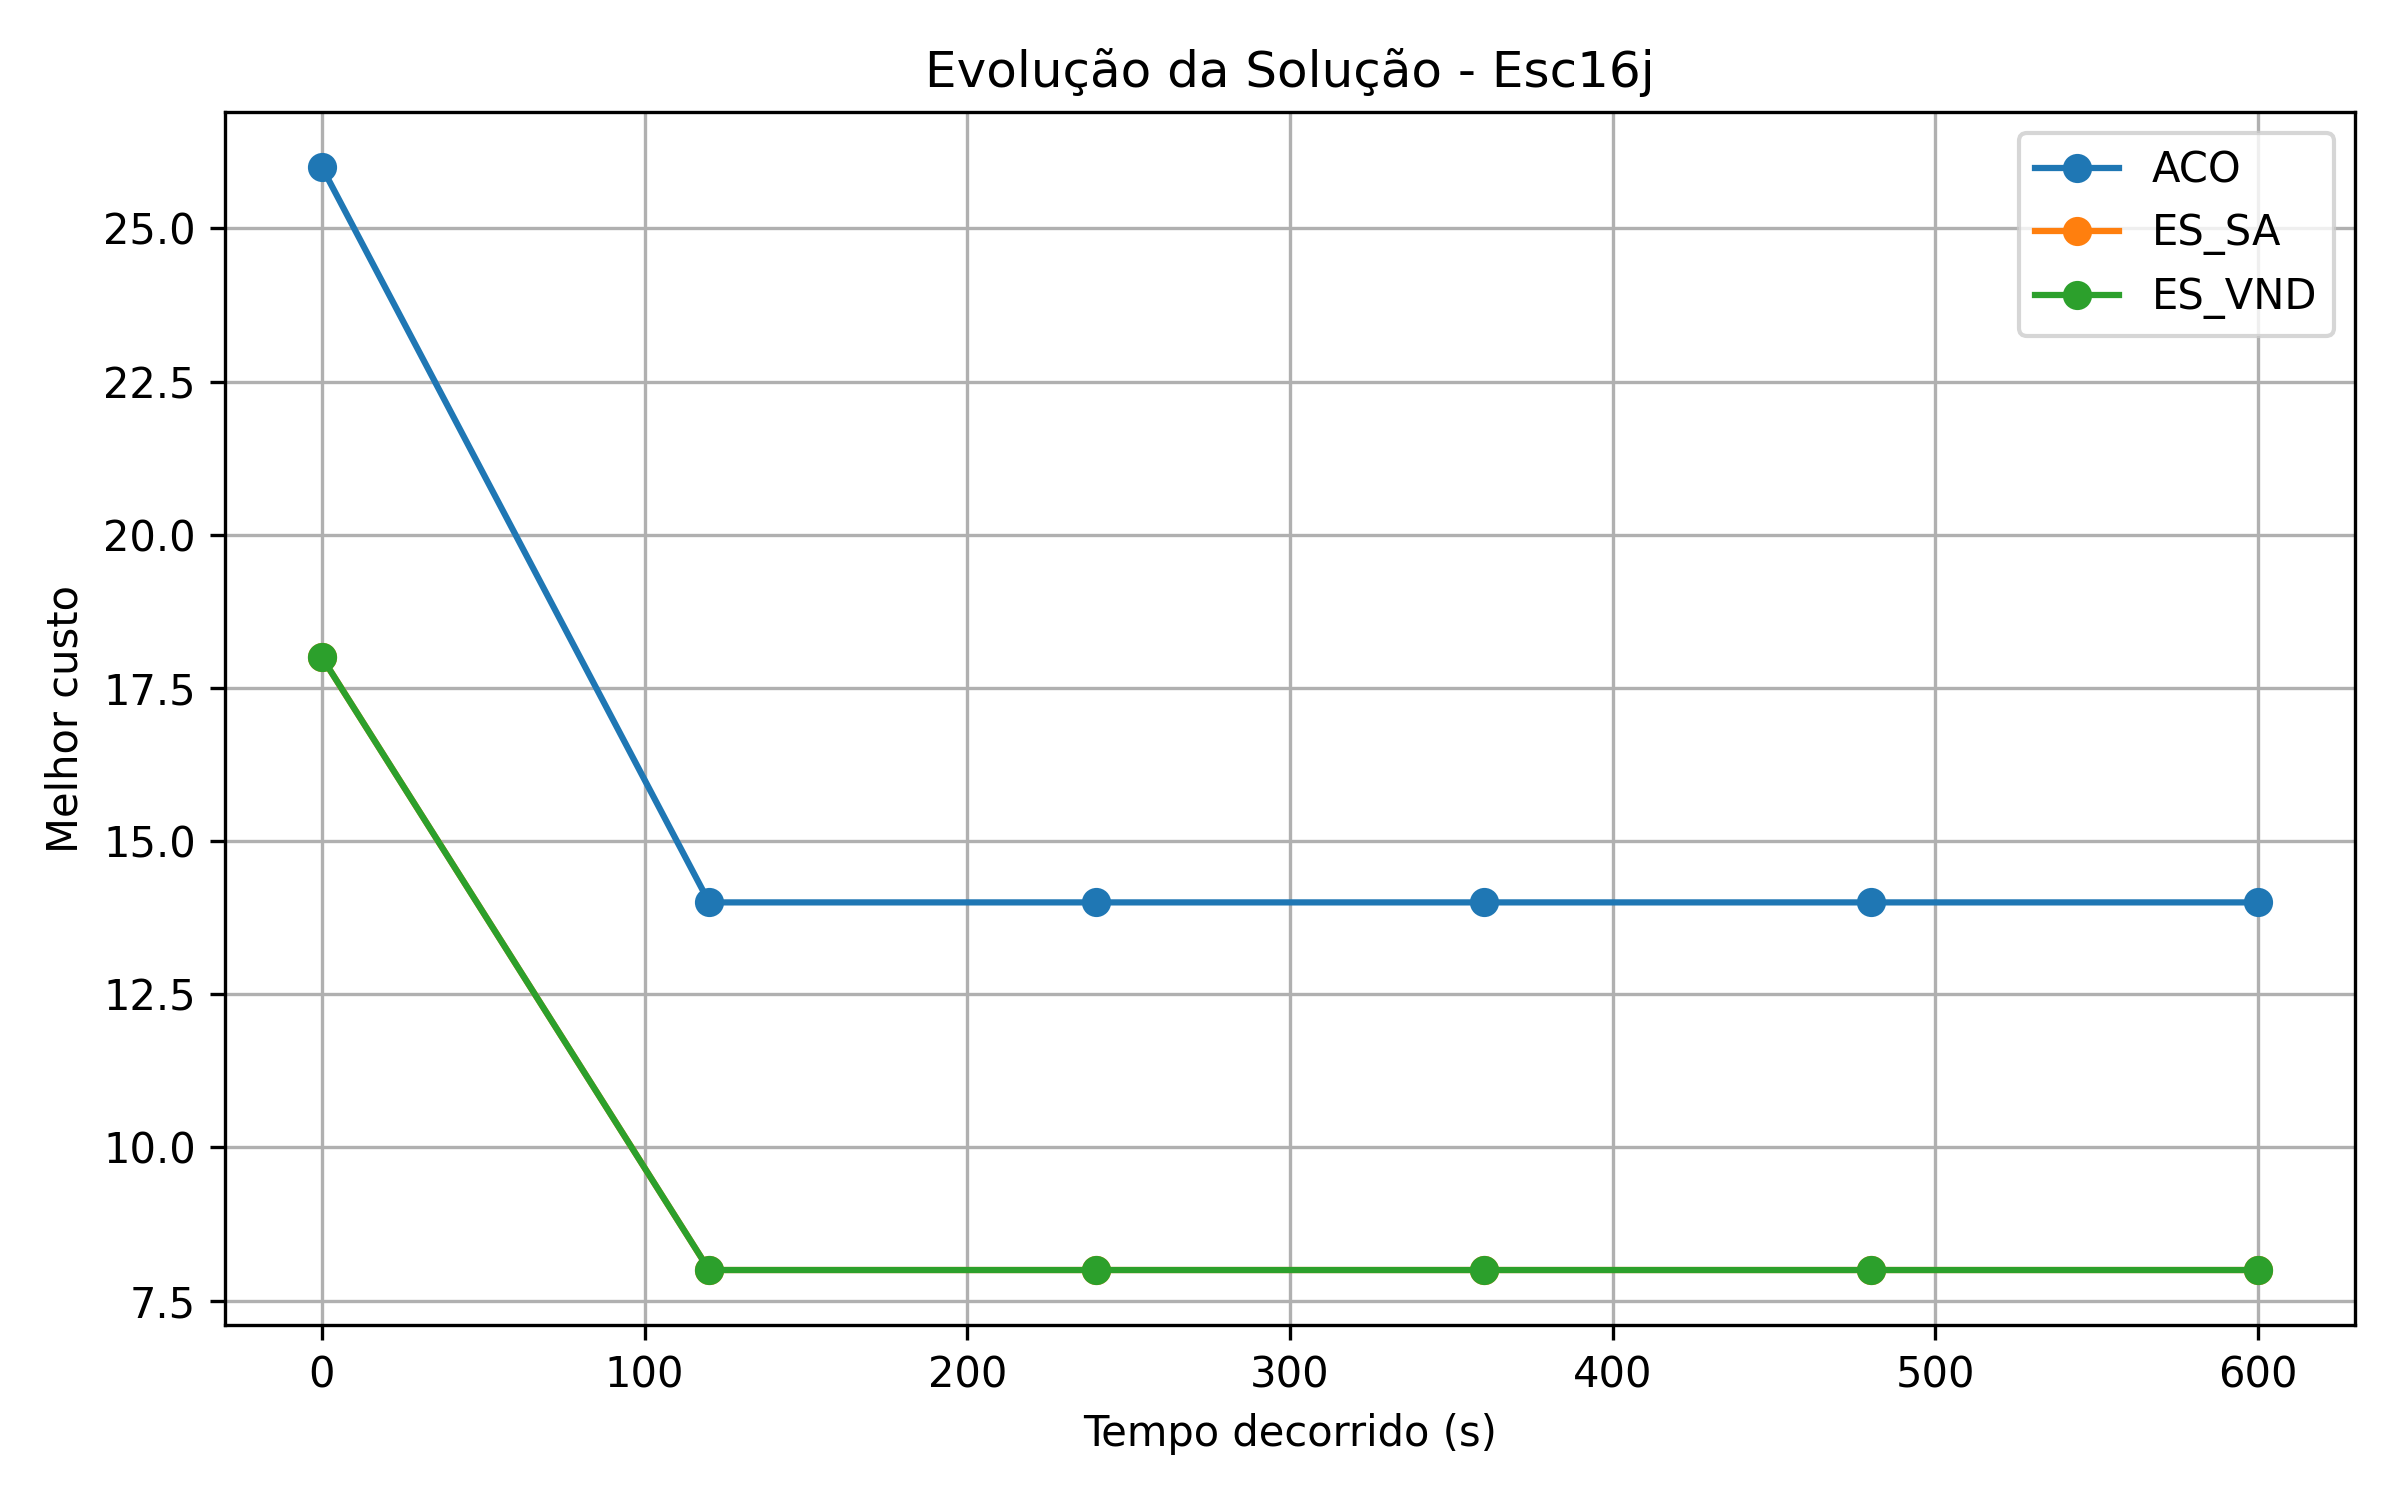 Evolução da Solução - Esc16j
ACO
ES_SA
ES_VND
25.0
22.5
20.0
17.5
15.0
12.5
10.0
7.5
Melhor custo
0 100 200 300 400 500 600
Tempo decorrido (s)